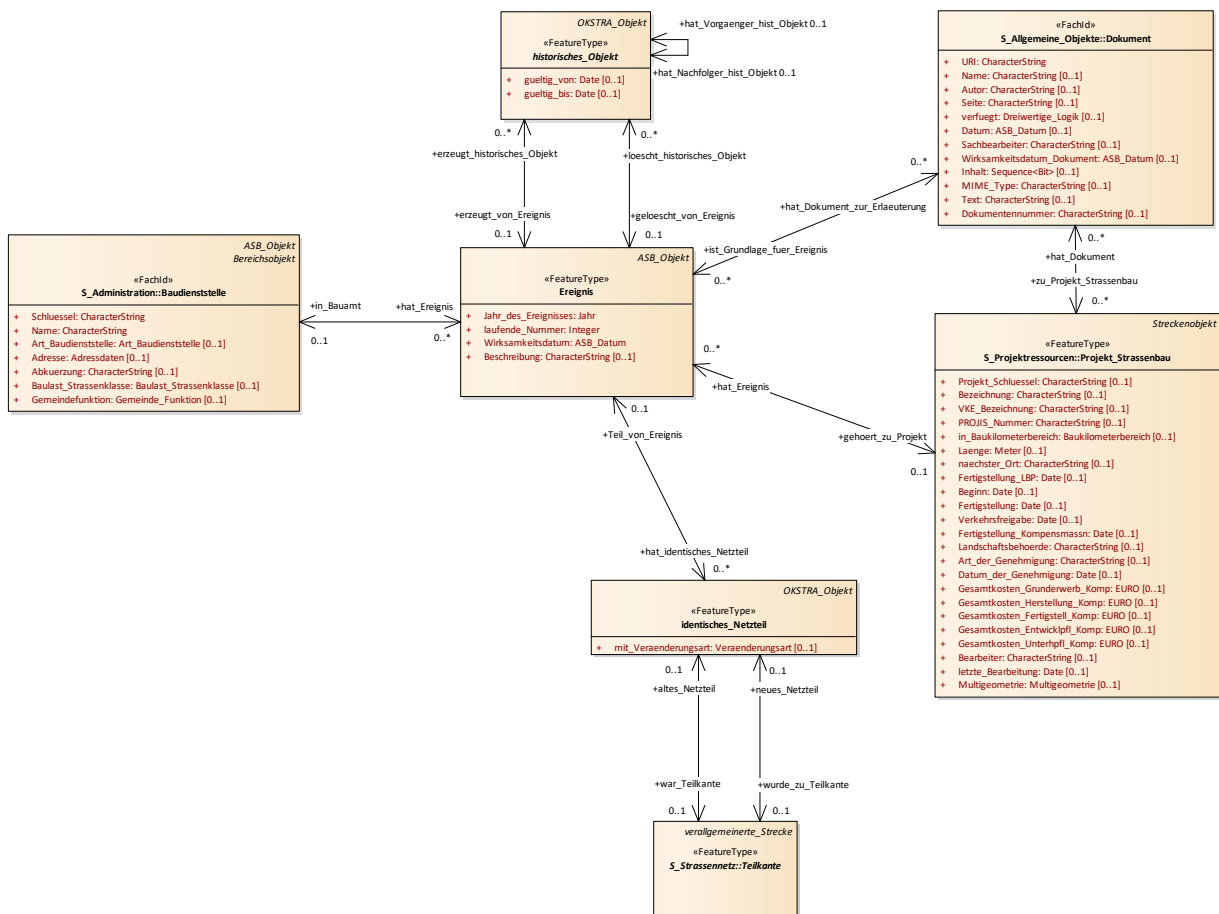 OKSTRA_Objekt
«FeatureType»
historisches_Objekt
+ gueltig_von: Date [0..1]
+ gueltig_bis: Date [0..1]
+hat_Vorgaenger_hist_Objekt 0..1
+hat_Nachfolger_hist_Objekt 0..1
0..*
+erzeugt_historisches_Objekt
+erzeugt_von_Ereignis
0..1
0..*
+loescht_historisches_Objekt
+geloescht_von_Ereignis
0..1
«FachId»
S_Allgemeine_Objekte::Dokument
+ URI: CharacterString
+ Name: CharacterString [0..1]
+ Autor: CharacterString [0..1]
+ Seite: CharacterString [0..1]
+ verfuegt: Dreiwertige_Logik [0..1]
+ Datum: ASB_Datum [0..1]
+ Sachbearbeiter: CharacterString [0..1]
+ Wirksamkeitsdatum_Dokument: ASB_Datum [0..1]
+ Inhalt: Sequence<Bit> [0..1]
+ MIME_Type: CharacterString [0..1]
+ Text: CharacterString [0..1]
+ Dokumentennummer: CharacterString [0..1]
0..*
+hat_Dokument_zur_Erlaeuterung
+ist_Grundlage_fuer_Ereignis
0..*
0..*
+hat_Dokument
+zu_Projekt_Strassenbau
0..*
ASB_Objekt
Bereichsobjekt
«FachId»
S_Administration::Baudienststelle
+ Schluessel: CharacterString
+ Name: CharacterString
+ Art_Baudienststelle: Art_Baudienststelle [0..1]
+ Adresse: Adressdaten [0..1]
+ Abkuerzung: CharacterString [0..1]
+ Baulast_Strassenklasse: Baulast_Strassenklasse [0..1]
+ Gemeindefunktion: Gemeinde_Funktion [0..1]
+in_Bauamt
0..1
+hat_Ereignis
0..*
ASB_Objekt
«FeatureType»
Ereignis
+ Jahr_des_Ereignisses: Jahr
+ laufende_Nummer: Integer
+ Wirksamkeitsdatum: ASB_Datum
+ Beschreibung: CharacterString [0..1]
0..*
+hat_Ereignis
+gehoert_zu_Projekt
0..1
Streckenobjekt
«FeatureType»
S_Projektressourcen::Projekt_Strassenbau
+ Projekt_Schluessel: CharacterString [0..1]
+ Bezeichnung: CharacterString [0..1]
+ VKE_Bezeichnung: CharacterString [0..1]
+ PROJIS_Nummer: CharacterString [0..1]
+ in_Baukilometerbereich: Baukilometerbereich [0..1]
+ Laenge: Meter [0..1]
+ naechster_Ort: CharacterString [0..1]
+ Fertigstellung_LBP: Date [0..1]
+ Beginn: Date [0..1]
+ Fertigstellung: Date [0..1]
+ Verkehrsfreigabe: Date [0..1]
+ Fertigstellung_Kompensmassn: Date [0..1]
+ Landschaftsbehoerde: CharacterString [0..1]
+ Art_der_Genehmigung: CharacterString [0..1]
+ Datum_der_Genehmigung: Date [0..1]
+ Gesamtkosten_Grunderwerb_Komp: EURO [0..1]
+ Gesamtkosten_Herstellung_Komp: EURO [0..1]
+ Gesamtkosten_Fertigstell_Komp: EURO [0..1]
+ Gesamtkosten_Entwicklpfl_Komp: EURO [0..1]
+ Gesamtkosten_Unterhpfl_Komp: EURO [0..1]
+ Bearbeiter: CharacterString [0..1]
+ letzte_Bearbeitung: Date [0..1]
+ Multigeometrie: Multigeometrie [0..1]
0..1
+Teil_von_Ereignis
+hat_identisches_Netzteil
0..*
OKSTRA_Objekt
«FeatureType»
identisches_Netzteil
+ mit_Veraenderungsart: Veraenderungsart [0..1]
0..1
+altes_Netzteil
0..1
+neues_Netzteil
+war_Teilkante
0..1
+wurde_zu_Teilkante
0..1
verallgemeinerte_Strecke
«FeatureType»
S_Strassennetz::Teilkante